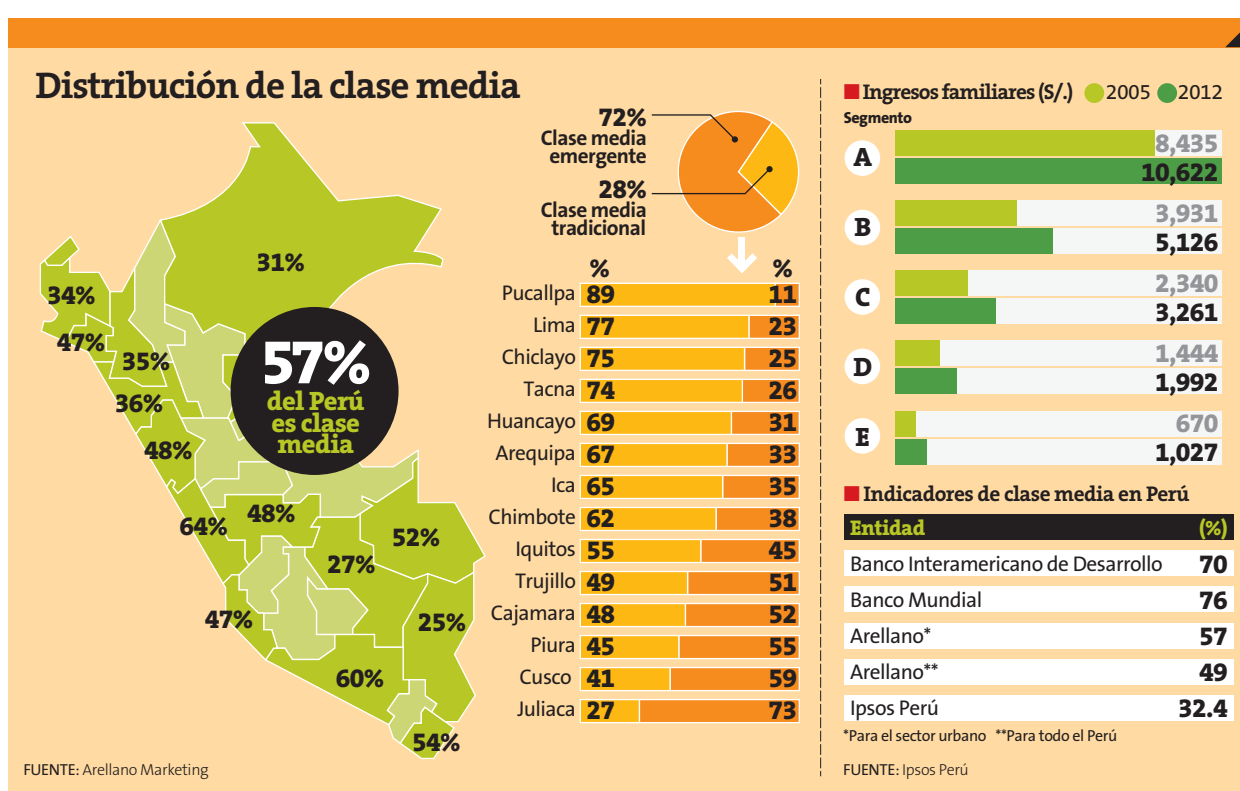 Distribución de la clase media
31%
34%
47%
35%
36%
48%
64%
48%
52%
27%
47%
25%
60%
54%
57%
del Perú
es clase
media
72%
Clase media
emergente
28%
Clase media
tradicional
% %
Pucallpa 89 11
Lima 77 23
Chiclayo 75 25
Tacna 74 26
Huancayo 69 31
Arequipa 67 33
Ica 65 35
Chimbote 62 38
Iquitos 55 45
Trujillo 49 51
Cajamara 48 52
Piura 45 55
Cusco 41 59
Juliaca 27 73
FUENTE: Arellano Marketing
Ingresos familiares (S/.) 2005 2012
Segmento
A 8,435
10,622
B 3,931
5,126
C 2,340
3,261
D 1,444
1,992
E 670
1,027
Indicadores de clase media en Perú
Entidad (%)
Banco Interamericano de Desarrollo 70
Banco Mundial 76
Arellano* 57
Arellano** 49
Ipsos Perú 32.4
*Para el sector urbano **Para todo el Perú
FUENTE: Ipsos Perú